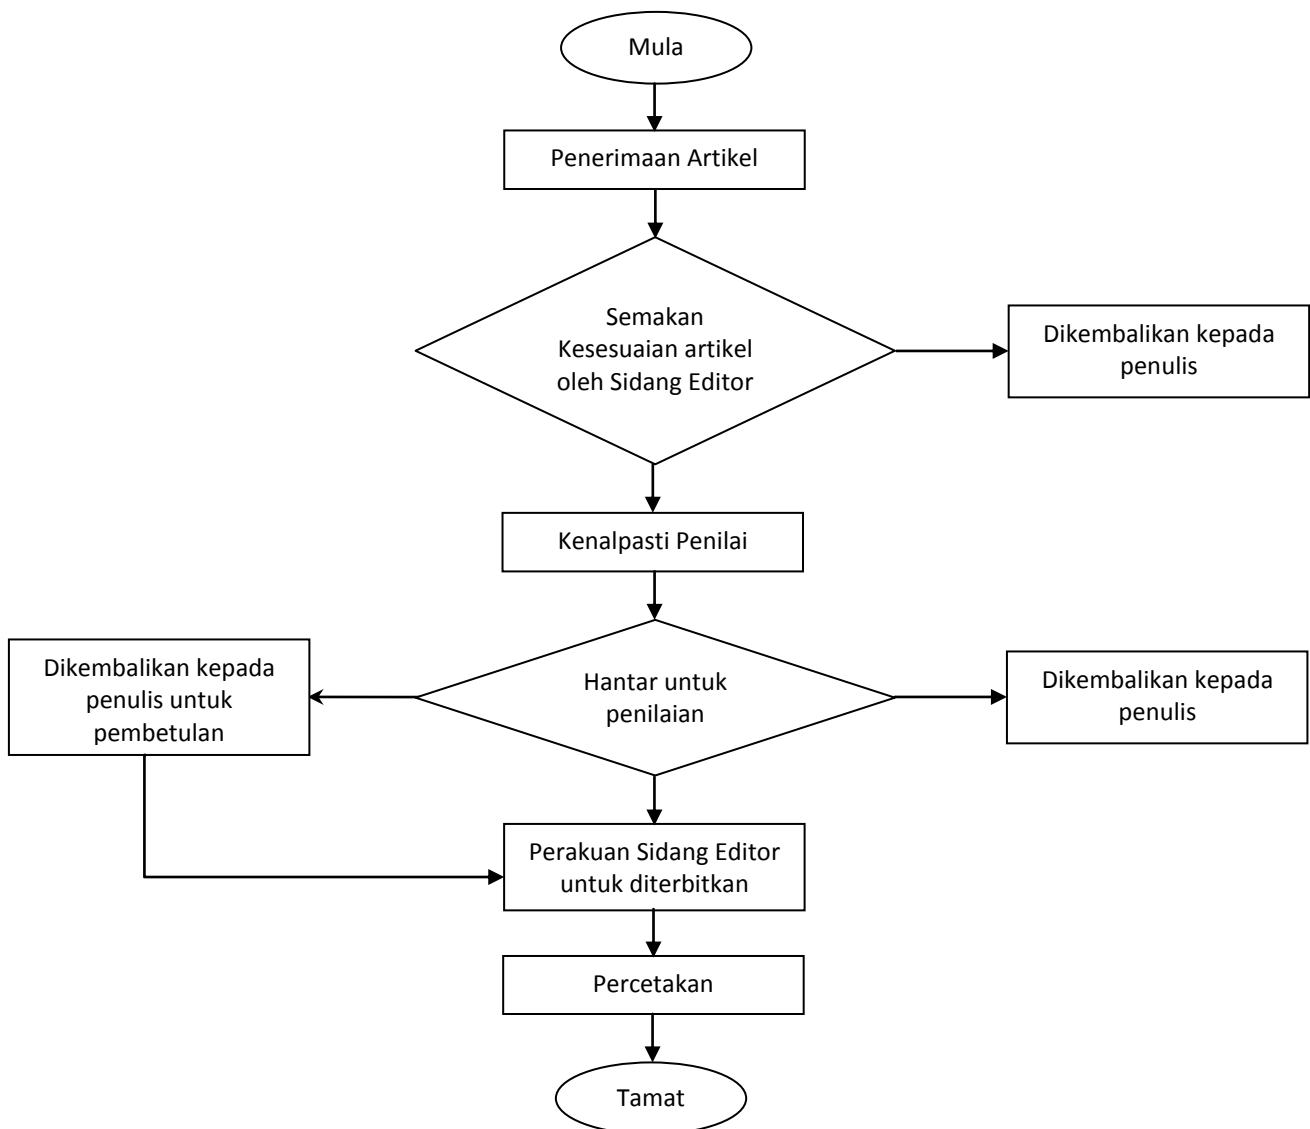 Mula
Penerimaan Artikel
Semakan
Kesesuaian artikel
oleh Sidang Editor
Dikembalikan kepada
penulis
Kenalpasti Penilai
Dikembalikan kepada
penulis untuk
pembetulan
Hantar untuk
penilaian
Dikembalikan kepada
penulis
Perakuan Sidang Editor
untuk diterbitkan
Percetakan
Tamat